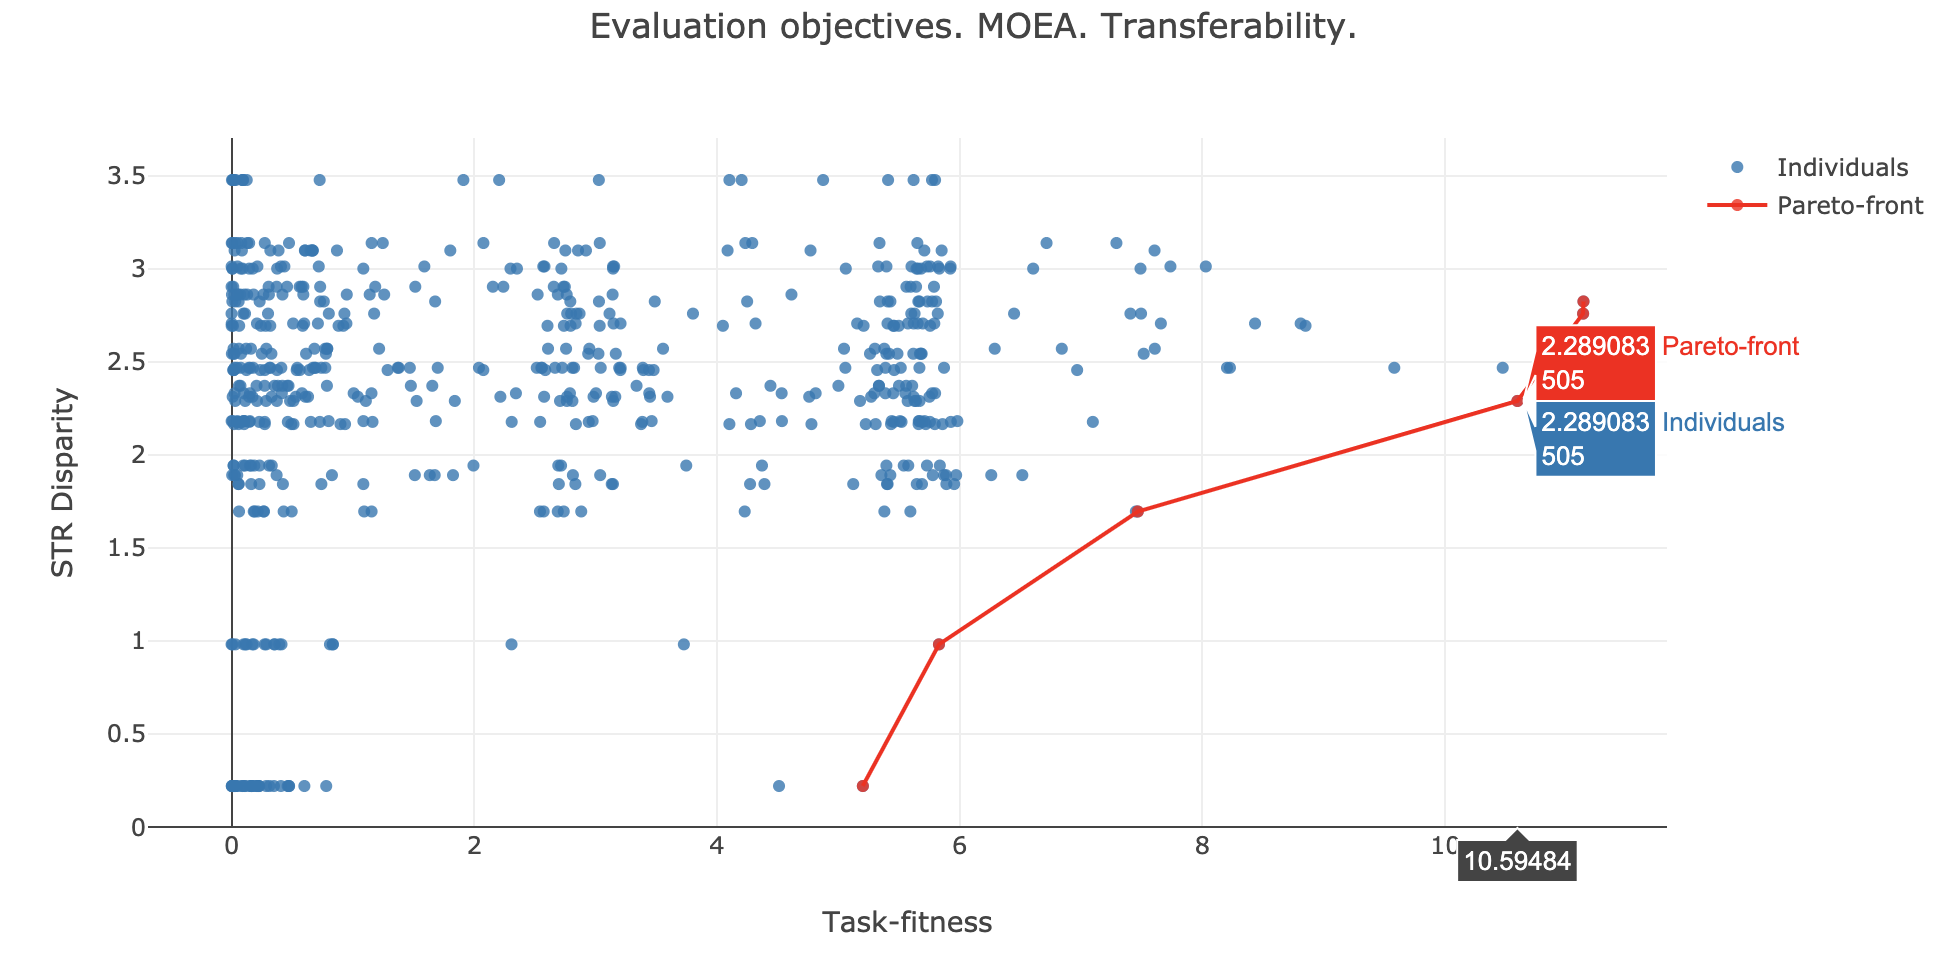 Evaluation objectives. MOEA. Transferability.
Individuals
Pareto-front
3.5
3
2.5
2
1.5
1
0.5
0
STR Disparity
2.289083
505
Pareto-front
2.289083
505
Individuals
0
2
4
6
8
10
10.59484
Task-fitness